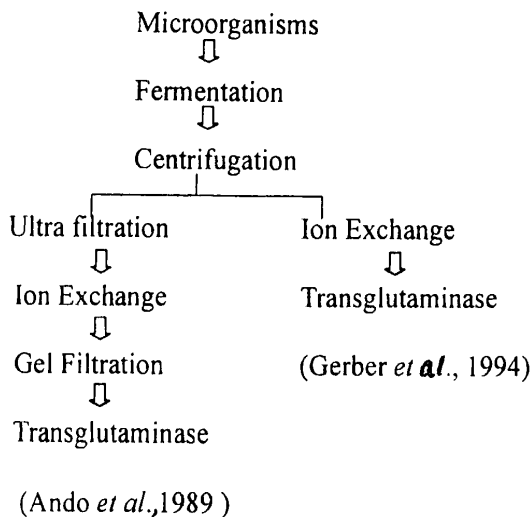 Microorganisms
Fermentation
Centrifugation
Ultra filtration
Ion Exchange
Gel Filtration
Transglutaminase
(Ando et al.,1989 )
Ion Exchange
Transglutaminase
(Gerber et al., 1994)